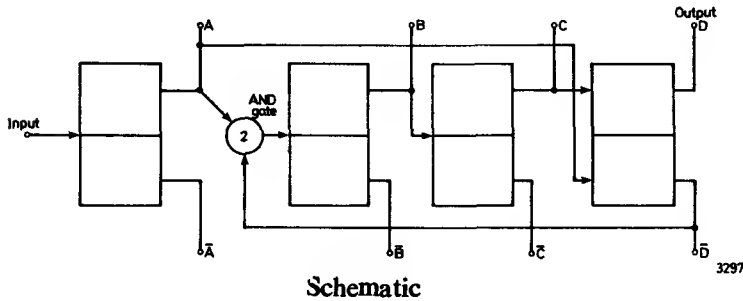 A
B
C
Output
D
AND
gate
Input
2
A̅
B̅
C̅
D̅
3297
Schematic